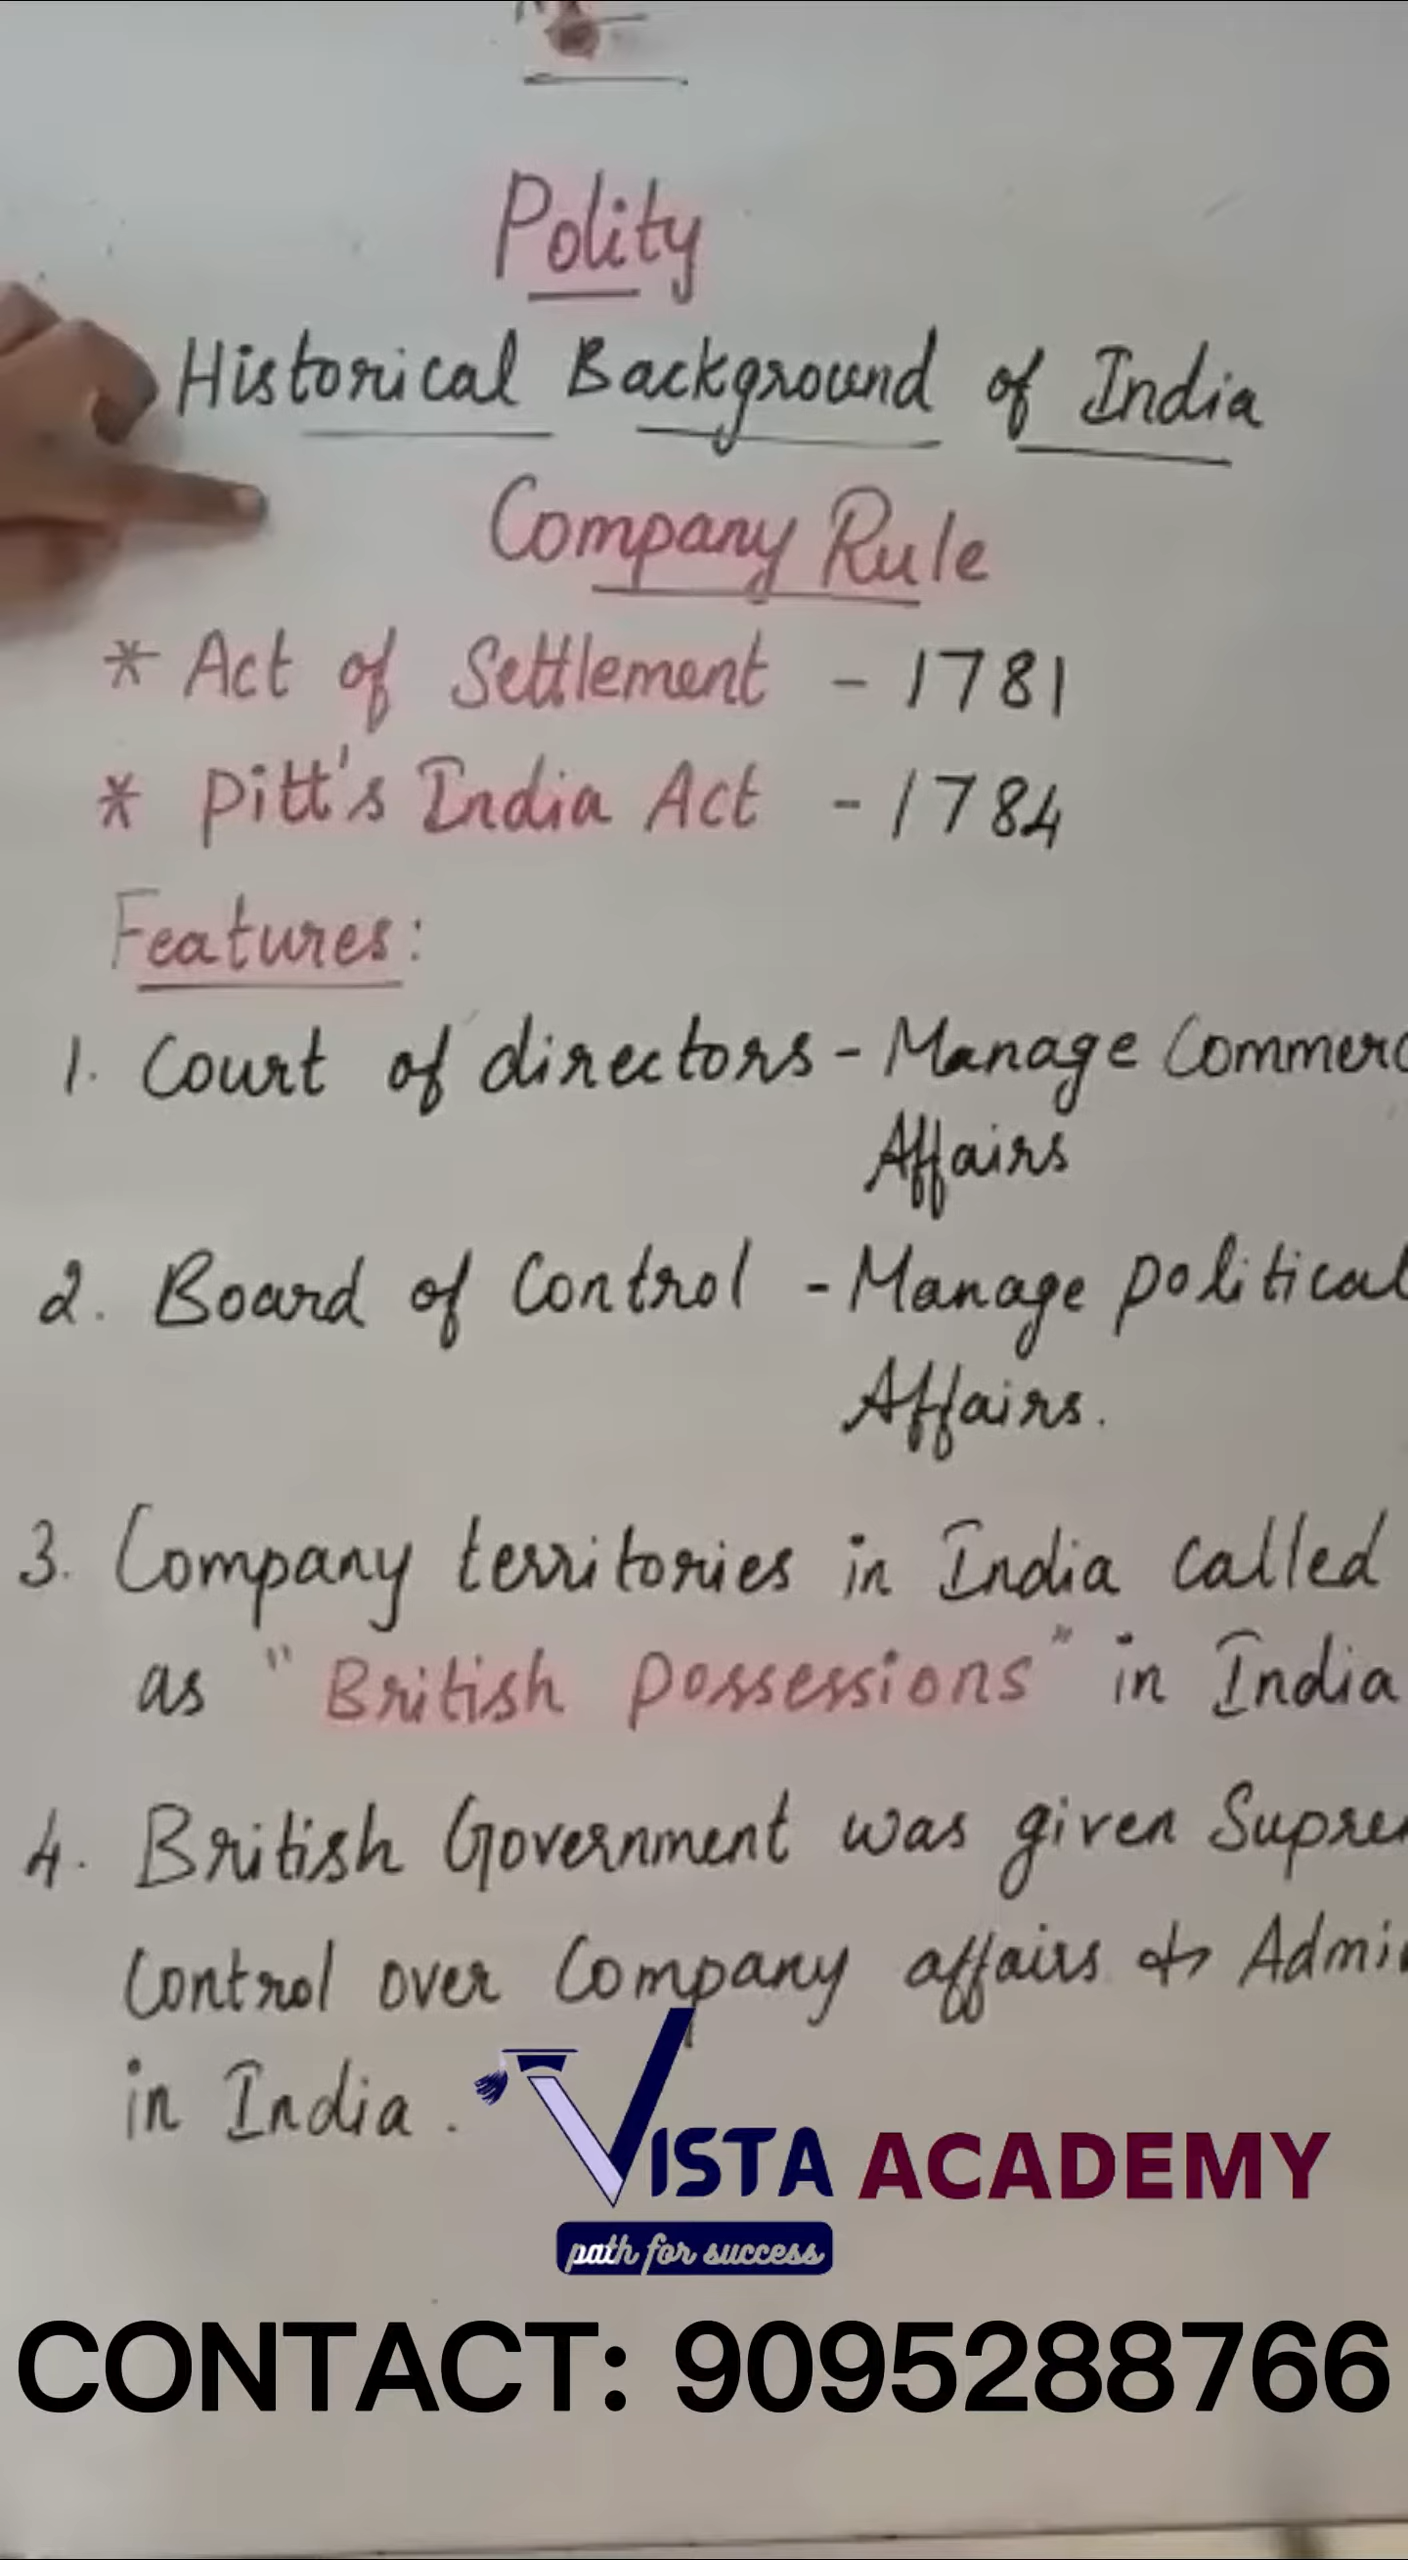 Polity
Historical Background of India
Company Rule
* Act of Settlement - 1781
* Pitt's India Act - 1784
Features:
1. Court of directors - Manage Commerc
Affairs
2. Board of Control - Manage political
Affairs.
3. Company territories in India called
as "British possessions" in India
4. British Government was given Suprem
Control over Company affairs & Admi
in India.
VISTA ACADEMY
path for success
CONTACT: 9095288766